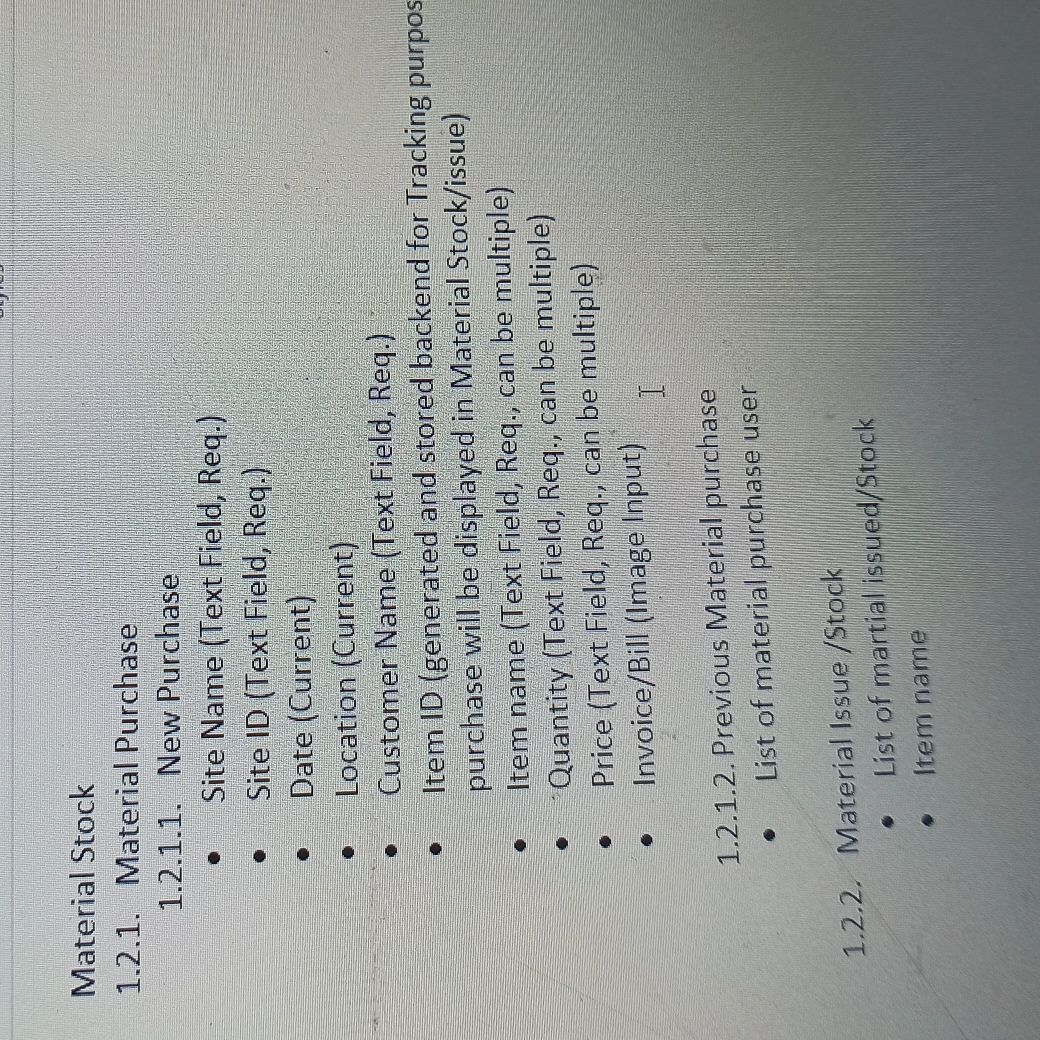 Material Stock
1.2.1. Material Purchase
1.2.1.1. New Purchase
• Site Name (Text Field, Req.)
• Site ID (Text Field, Req.)
• Date (Current)
• Location (Current)
• Customer Name (Text Field, Req.)
• Item ID (generated and stored backend for Tracking purpos
purchase will be displayed in Material Stock/issue)
• Item name (Text Field, Req., can be multiple)
• Quantity (Text Field, Req., can be multiple)
• Price (Text Field, Req., can be multiple)
• Invoice/Bill (Image Input)
1.2.1.2. Previous Material purchase
• List of material purchase user
1.2.2. Material Issue /Stock
• List of martial issued/Stock
• Item name